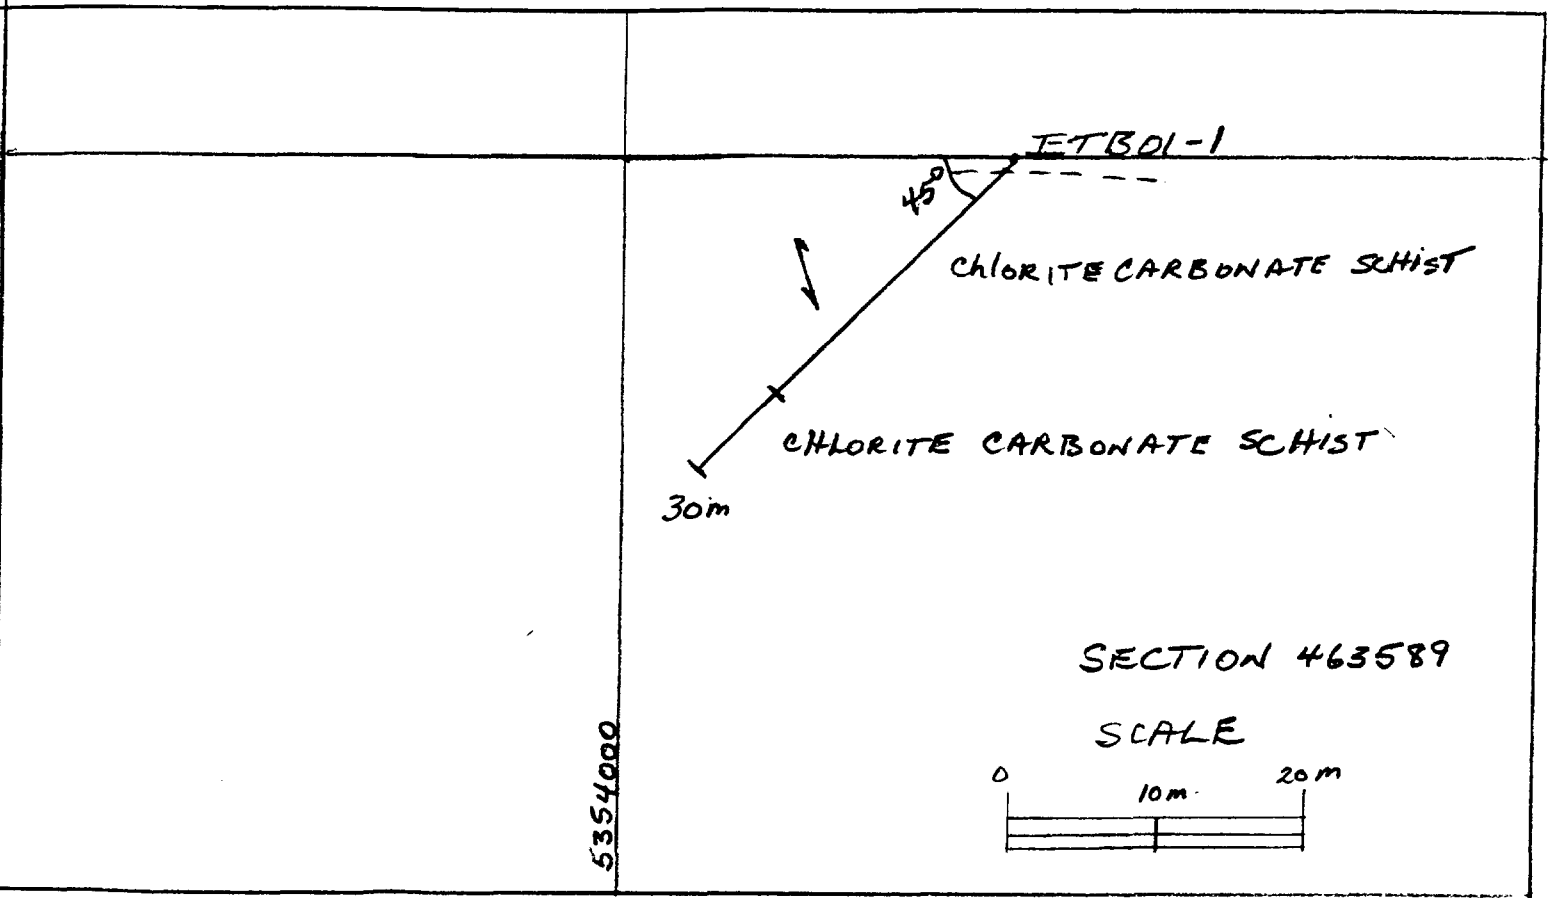 ETB01-1
45°
ChLORITE CARBONATE SCHiST
CHLORITE CARBONATE SCHiST
30m
SECTION 463589
SCALE
0 10m 20m
5354000